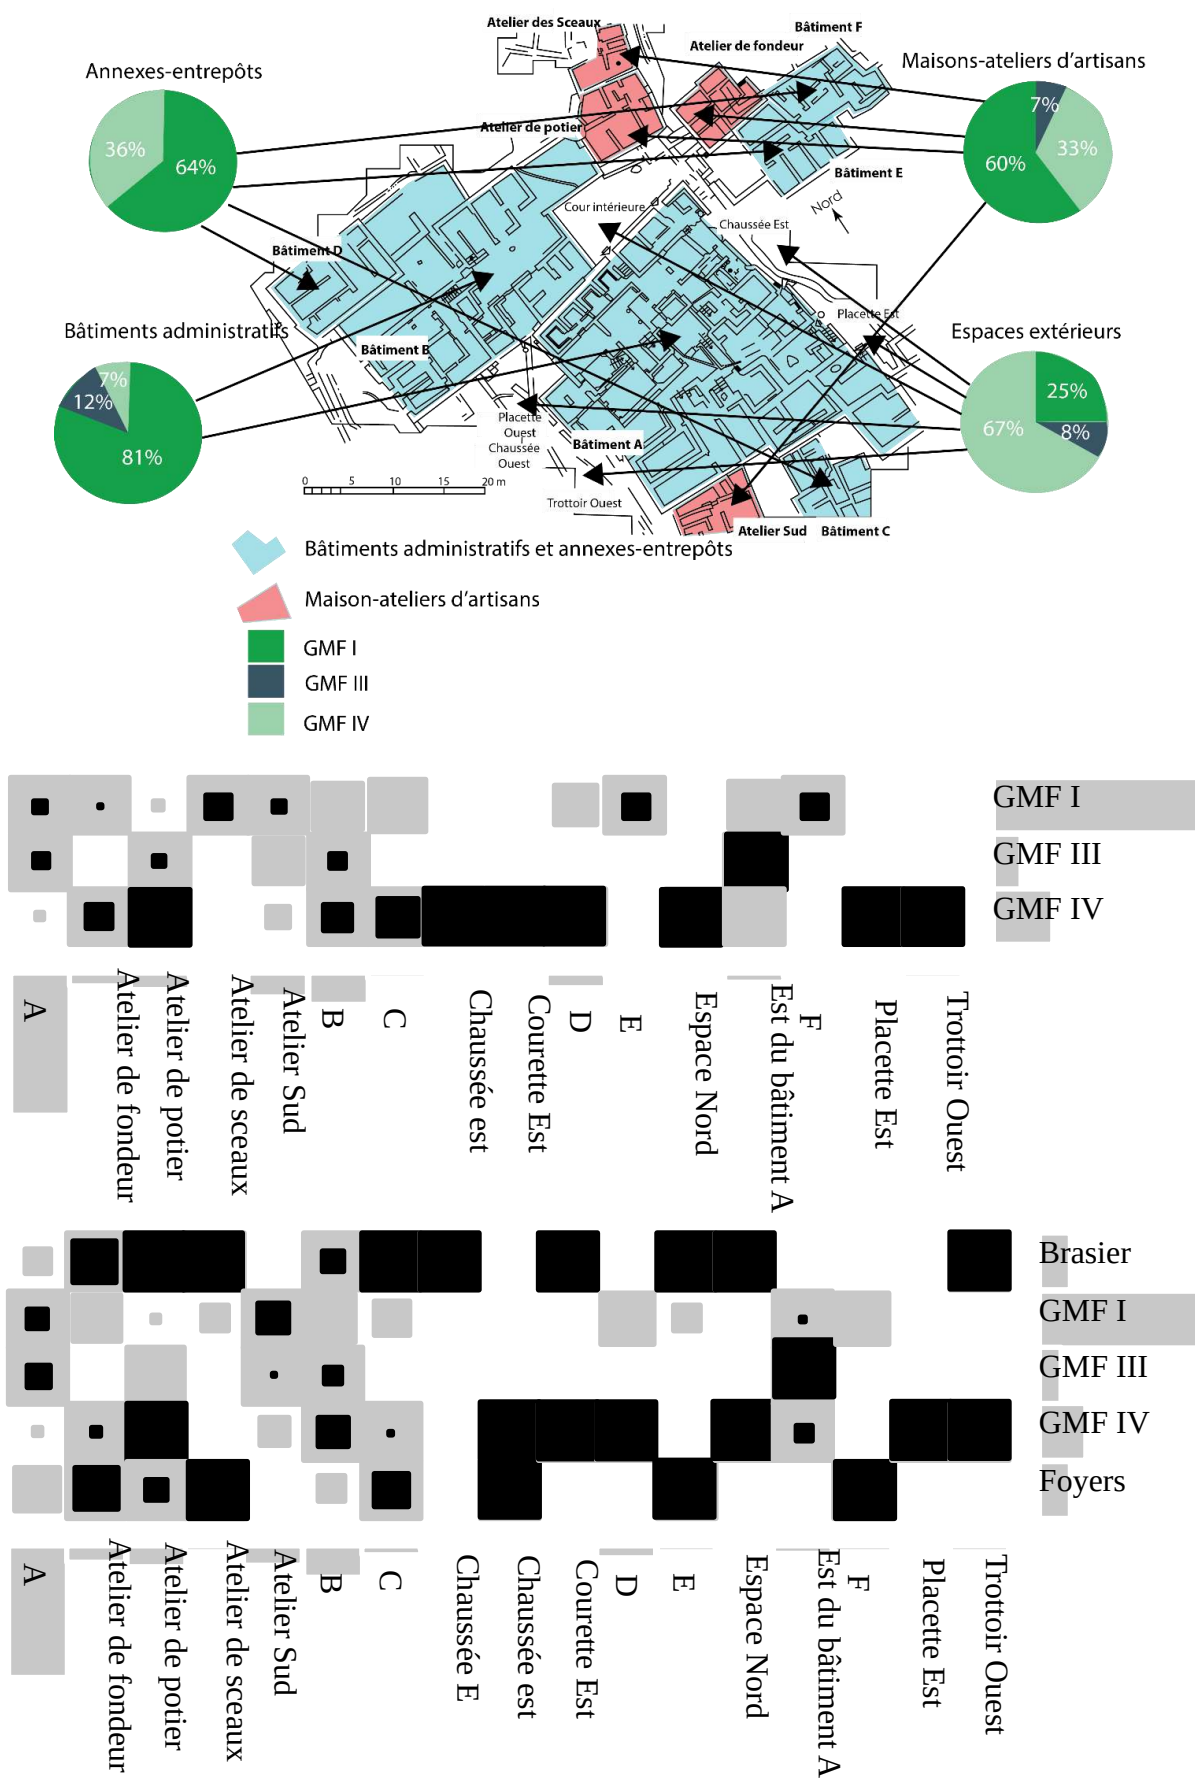 Atelier des Sceaux
Bâtiment F
Atelier de fondeur
Maisons-ateliers d'artisans
Annexes-entrepôts
7%
33%
60%
36%
64%
Atelier de potier
Bâtiment E
Nord
Cour intérieure
Chaussée Est
Bâtiment D
Placette Est
Bâtiments administratifs
Espaces extérieurs
Bâtiment B
7%
12%
81%
25%
67%
8%
Placette
Ouest
Chaussée
Ouest
Bâtiment A
0 5 10 15 20 m
Trottoir Ouest
Atelier Sud
Bâtiment C
Bâtiments administratifs et annexes-entrepôts
Maison-ateliers d'artisans
GMF I
GMF III
GMF IV
GMF I
GMF III
GMF IV
A
Atelier de fondeur
Atelier de potier
Atelier de sceaux
Atelier Sud
B
C
Chaussée est
Courette Est
D
E
Espace Nord
Est du bâtiment A
F
Placette Est
Trottoir Ouest
Brasier
GMF I
GMF III
GMF IV
Foyers
A
Atelier de fondeur
Atelier de potier
Atelier de sceaux
Atelier Sud
B
C
Chaussée E
Chaussée est
Courette Est
D
E
Espace Nord
Est du bâtiment A
F
Placette Est
Trottoir Ouest